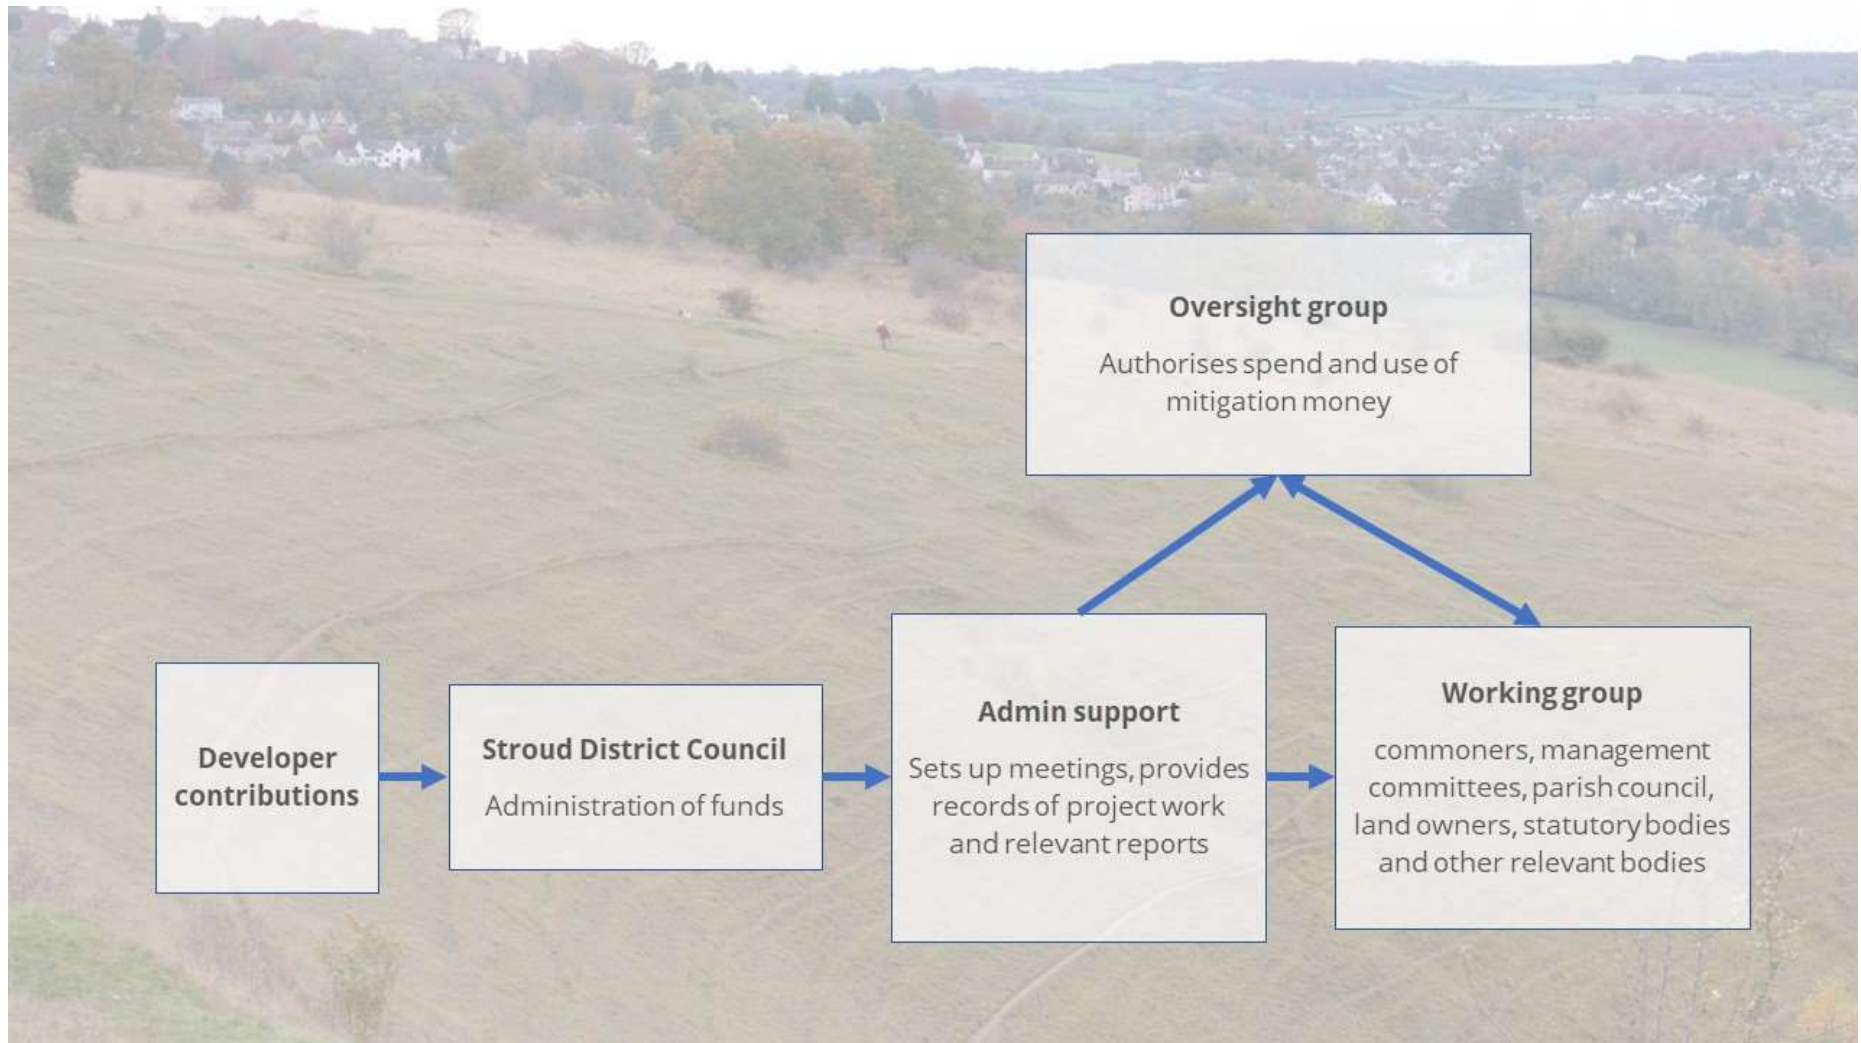 Oversight group
Authorises spend and use of
mitigation money
Developer
contributions
Stroud District Council
Administration of funds
Admin support
Sets up meetings, provides
records of project work
and relevant reports
Working group
commoners, management
committees, parish council,
land owners, statutory bodies
and other relevant bodies